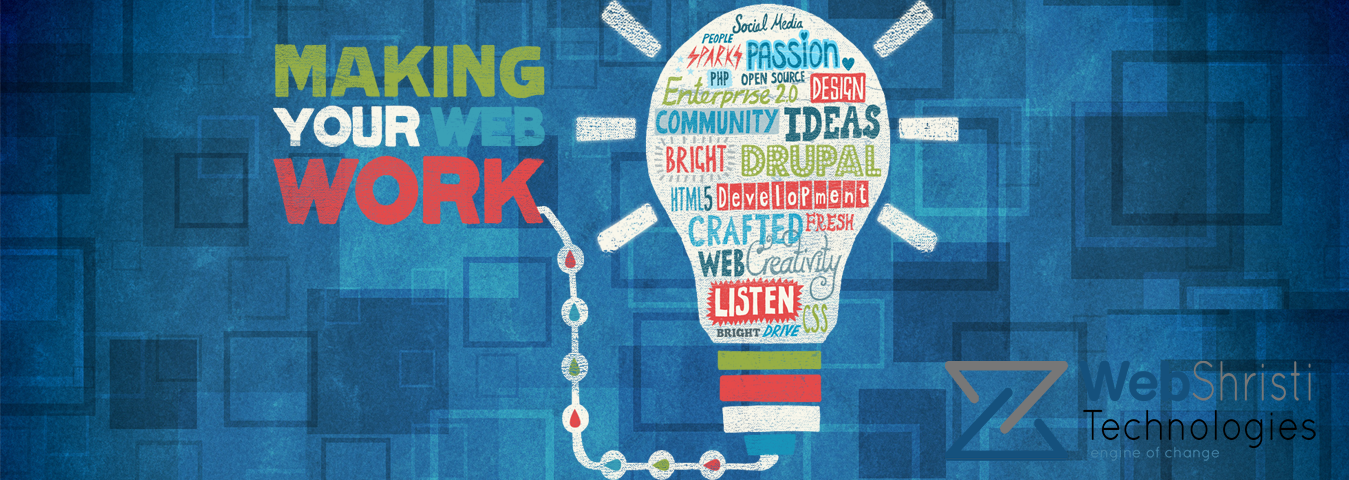 MAKING
YOUR WEB
WORK
Social Media
PEOPLE
SPARKS PASSION
PHP OPEN SOURCE
Enterprise 2.0 DESIGN
COMMUNITY IDEAS
BRIGHT DRUPAL
HTML5 Development
CRAFTED FRESH
WEB Creativity
LISTEN CSS
BRIGHT DRIVE
WebShristi
Technologies
engine of change